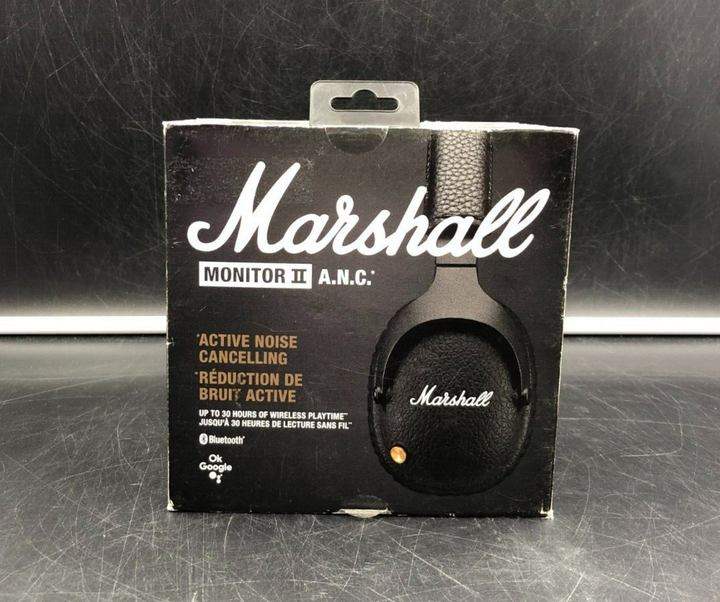 Marshall
MONITOR II A.N.C.*
*ACTIVE NOISE
CANCELLING
*RÉDUCTION DE
BRUIT ACTIVE
UP TO 30 HOURS OF WIRELESS PLAYTIME**
JUSQU'À 30 HEURES DE LECTURE SANS FIL**
Bluetooth®
Ok
Google
Marshall